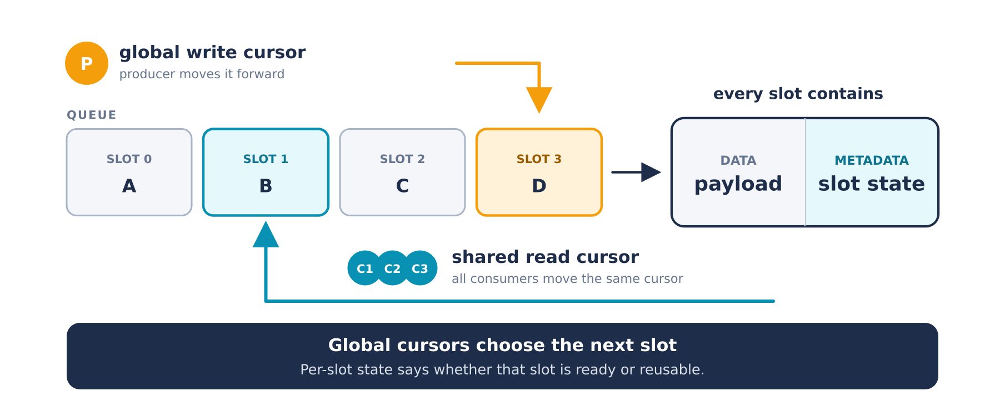 P
global write cursor
producer moves it forward
every slot contains
QUEUE
SLOT 0
A
SLOT 1
B
SLOT 2
C
SLOT 3
D
DATA
payload
METADATA
slot state
C1 C2 C3
shared read cursor
all consumers move the same cursor
Global cursors choose the next slot
Per-slot state says whether that slot is ready or reusable.